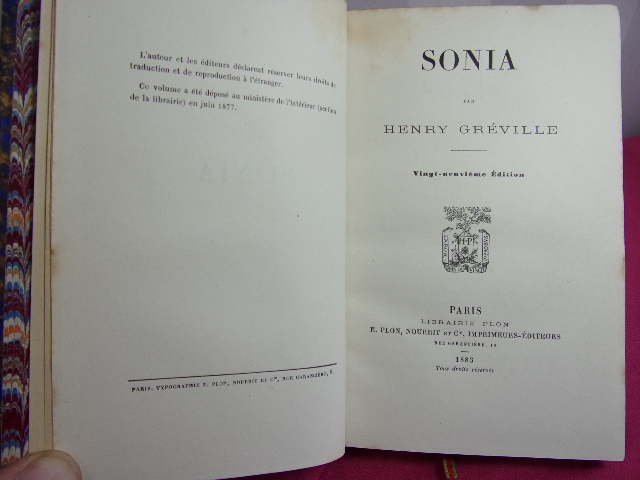 L'auteur et les éditeurs déclarent réserver leurs droits de
traduction et de reproduction à l'étranger.
Ce volume a été déposé au ministère de l'intérieur (section
de la librairie) en juin 1877.
PARIS. TYPOGRAPHIE E. PLON, NOURRIT ET Cie, RUE GARANCIÈRE, 8.
SONIA
PAR
HENRY GRÉVILLE
Vingt-neuvième Édition
PARIS
LIBRAIRIE PLON
E. PLON, NOURRIT ET Cie, IMPRIMEURS-ÉDITEURS
RUE GARANCIÈRE, 10
1883
Tous droits réservés